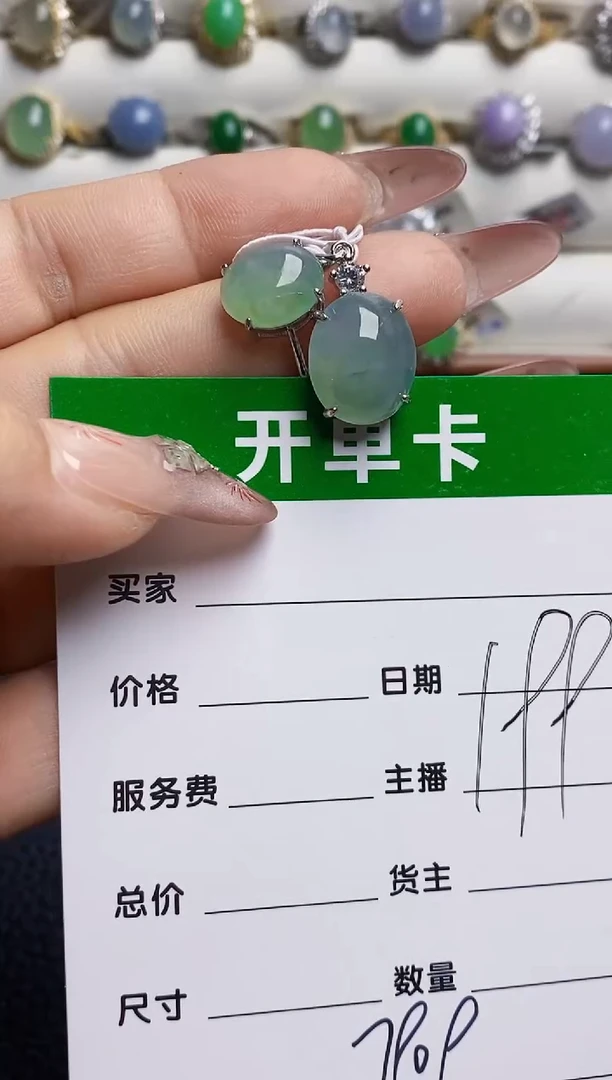 开单卡
买家
价格 日期
服务费 主播
总价 货主
尺寸 数量